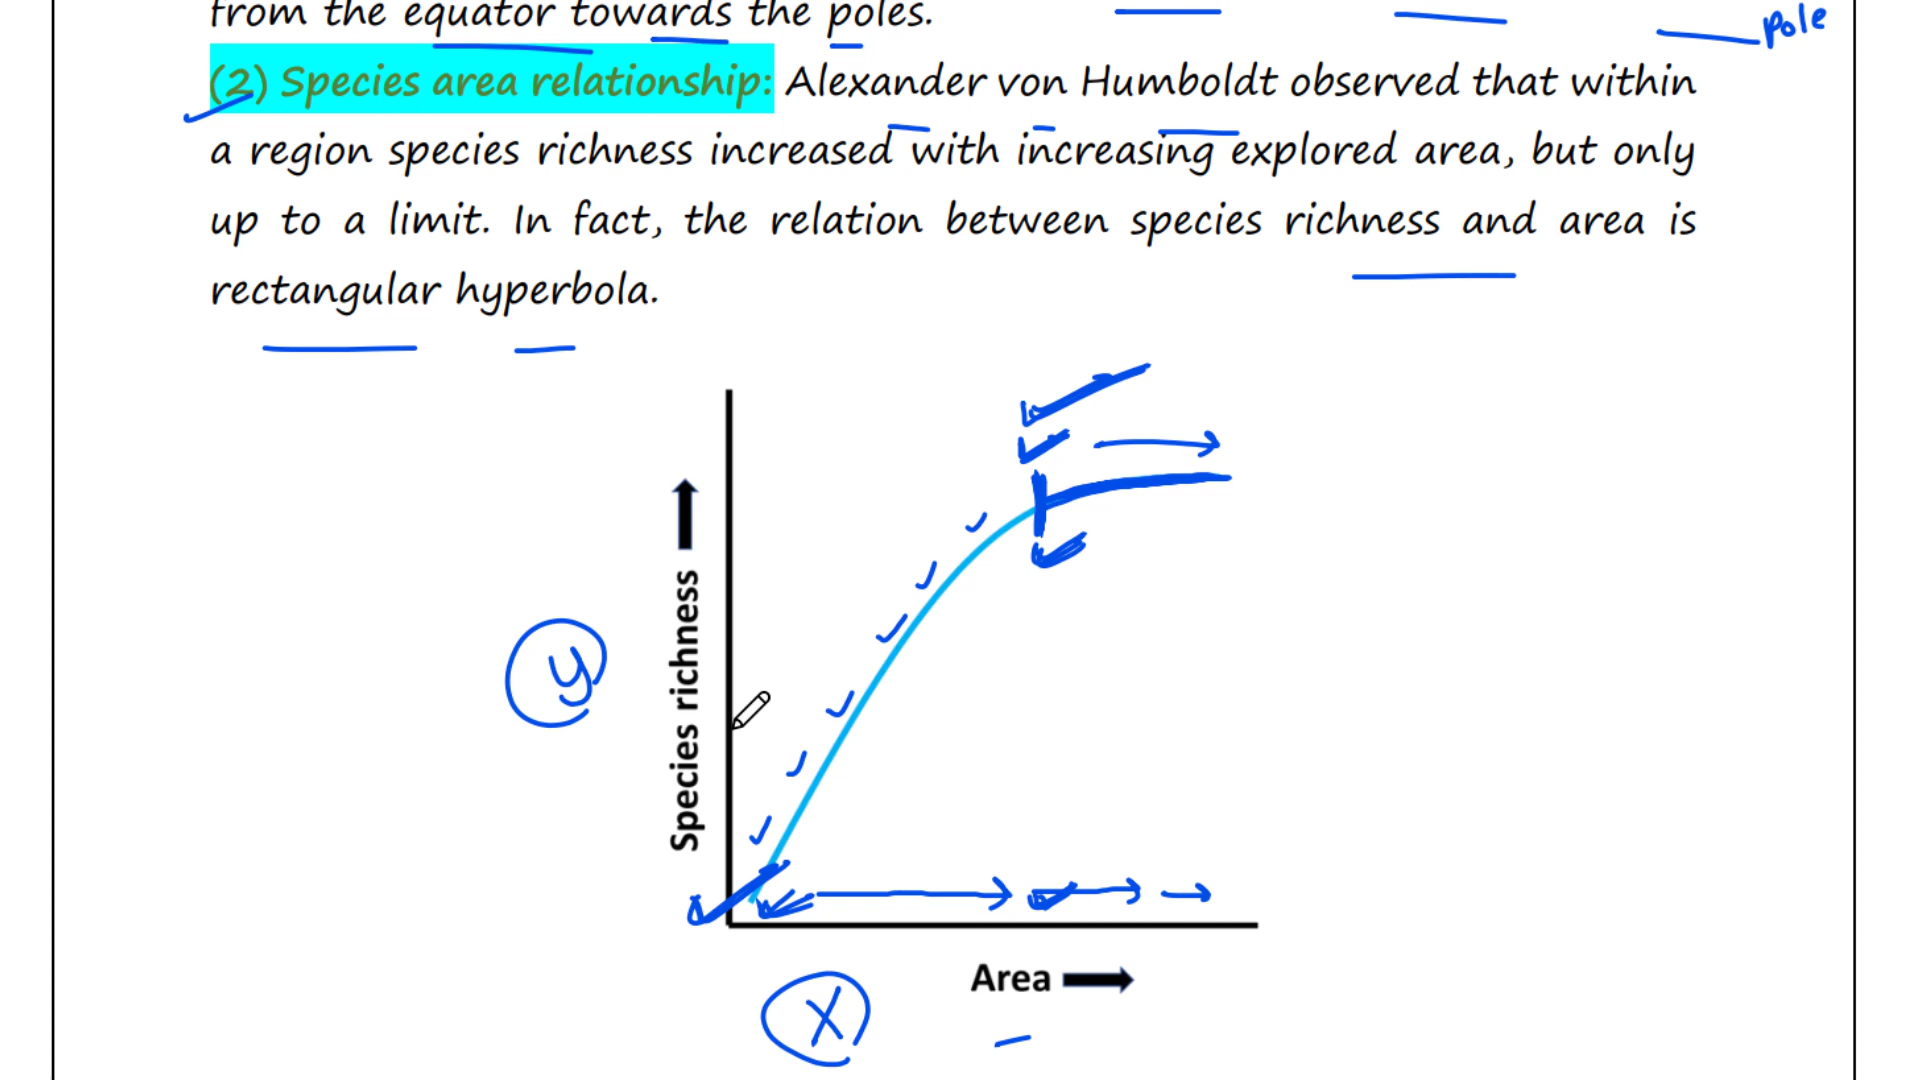 from the equator towards the poles.
pole
(2) Species area relationship: Alexander von Humboldt observed that within
a region species richness increased with increasing explored area, but only
up to a limit. In fact, the relation between species richness and area is
rectangular hyperbola.
Species richness
y
Area
X